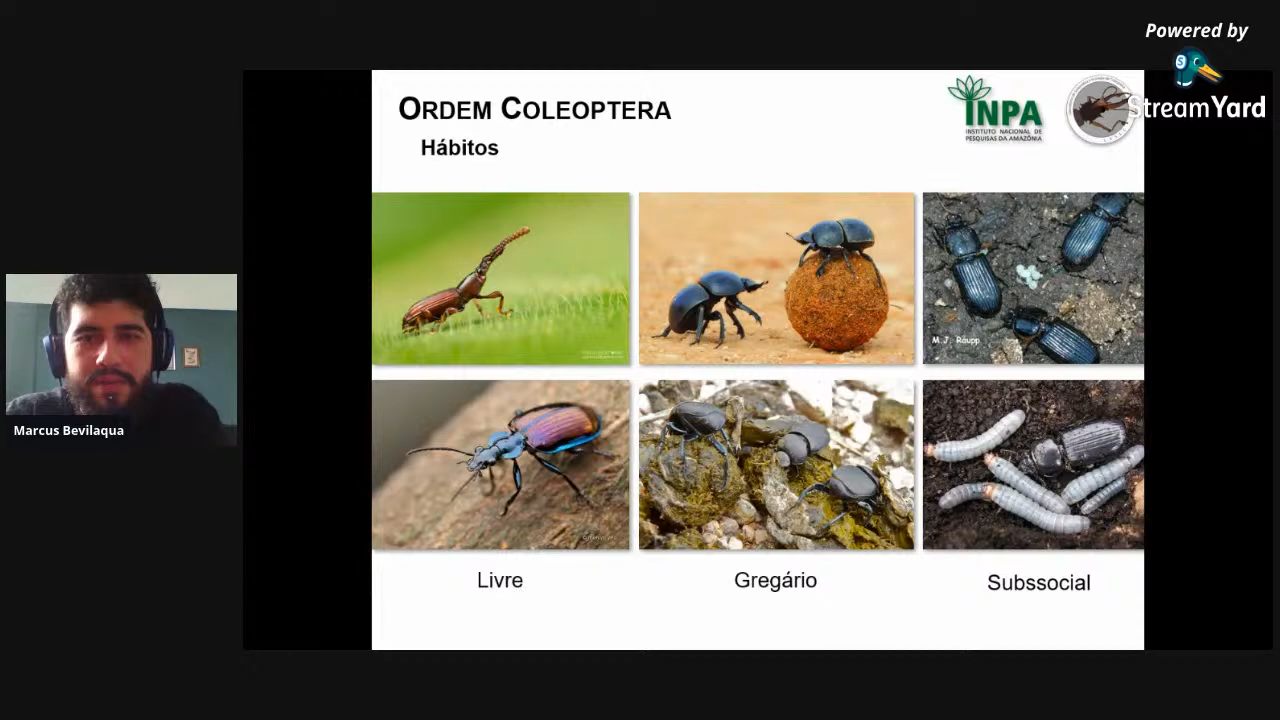 Powered by
StreamYard
ORDEM COLEOPTERA
Hábitos
INPA
INSTITUTO NACIONAL DE
PESQUISAS DA AMAZÔNIA
M.J. Raupp
Marcus Bevilaqua
Livre
Gregário
Subssocial